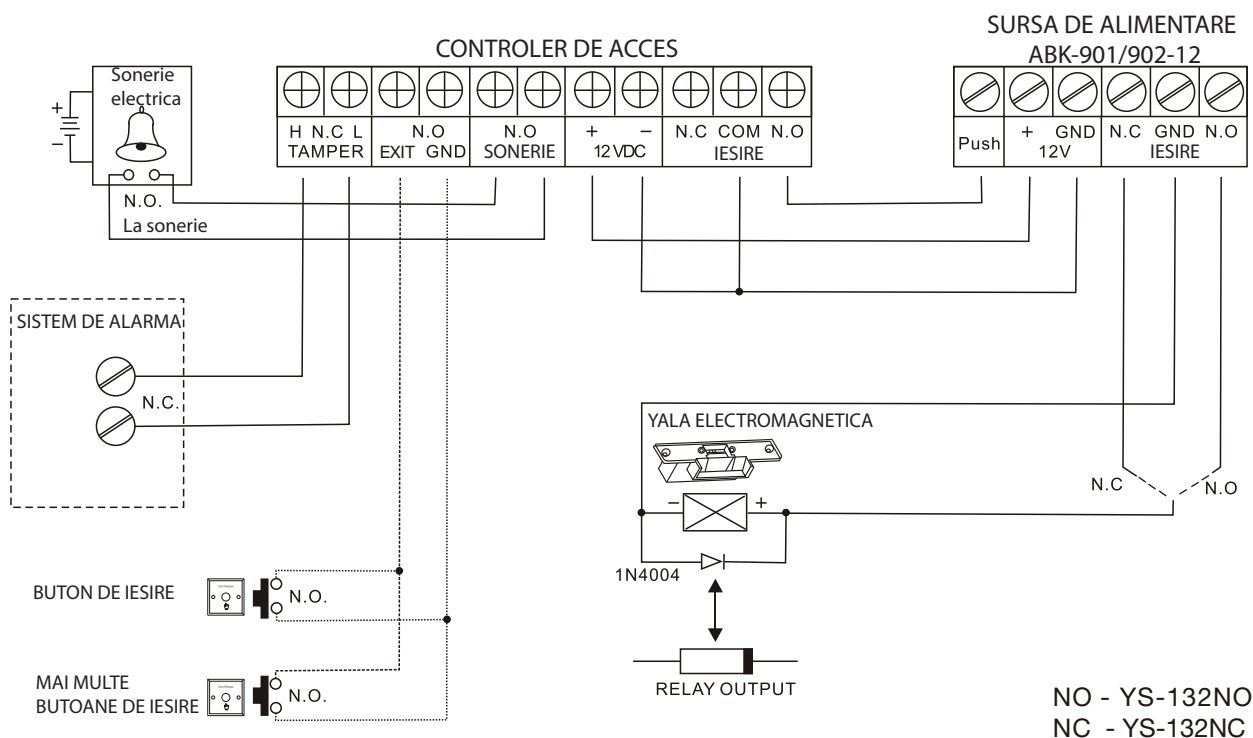 SURSA DE ALIMENTARE
ABK-901/902-12
CONTROLER DE ACCES
Sonerie
electrica
+
−
H N.C L
TAMPER
N.O
EXIT GND
N.O
SONERIE
+ −
12 VDC
N.C COM N.O
IESIRE
Push
+ GND
12V
N.C GND N.O
IESIRE
N.O.
La sonerie
SISTEM DE ALARMA
N.C.
YALA ELECTROMAGNETICA
N.C
N.O
− +
1N4004
BUTON DE IESIRE
N.O.
RELAY OUTPUT
MAI MULTE
BUTOANE DE IESIRE
N.O.
NO - YS-132NO
NC - YS-132NC